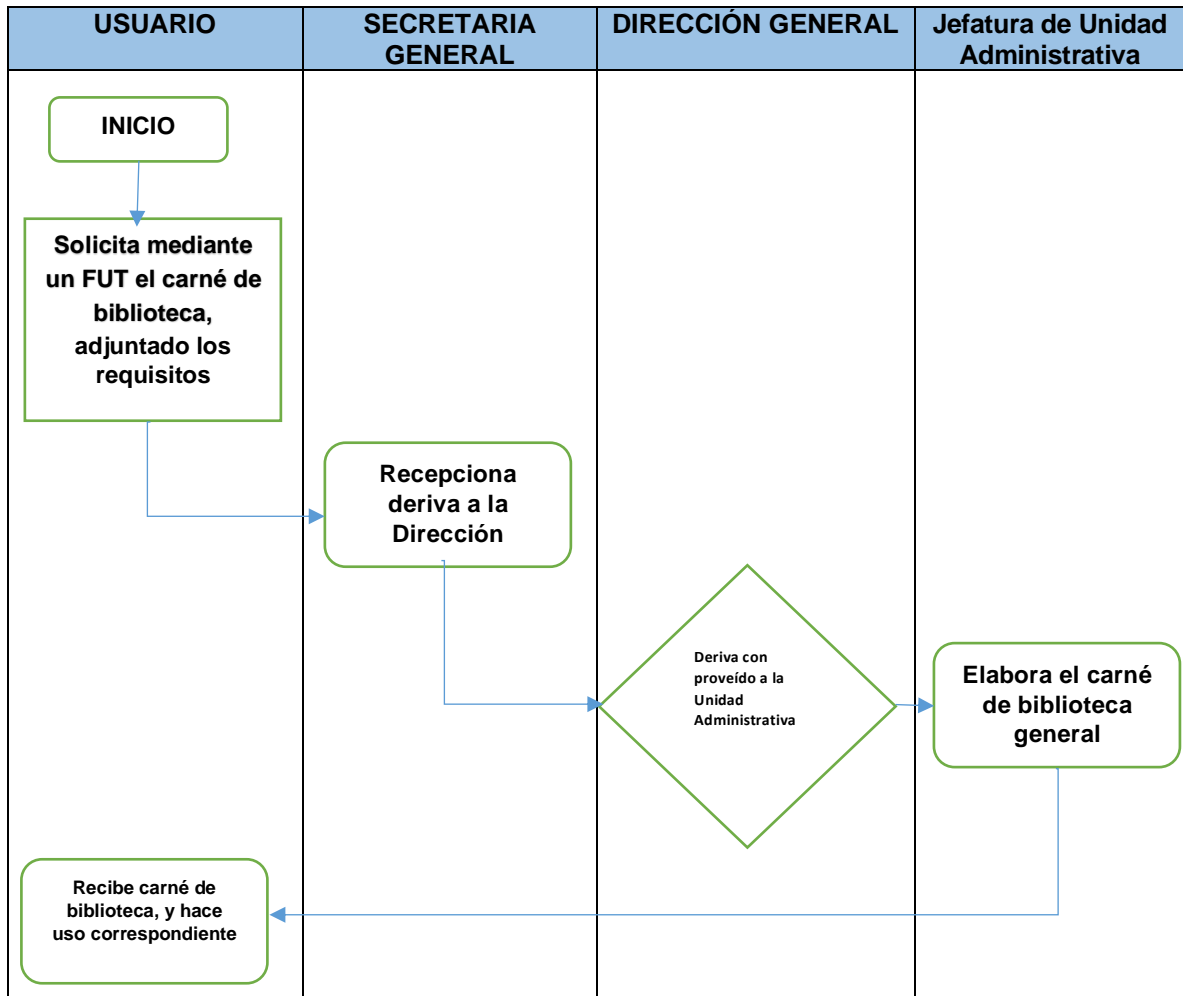 USUARIO
SECRETARIA
GENERAL
DIRECCIÓN GENERAL
Jefatura de Unidad
Administrativa
INICIO
Solicita mediante
un FUT el carné de
biblioteca,
adjuntado los
requisitos
Recepciona
deriva a la
Dirección
Deriva con
proveído a la
Unidad
Administrativa
Elabora el carné
de biblioteca
general
Recibe carné de
biblioteca, y hace
uso correspondiente